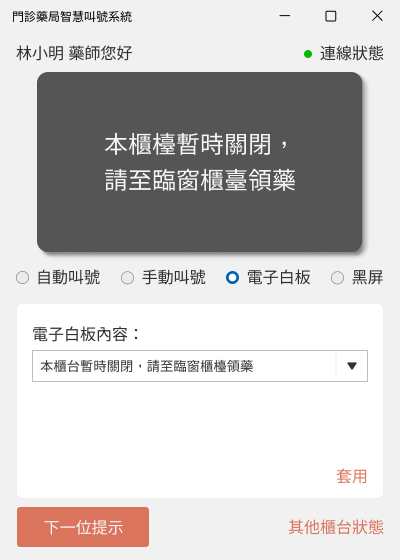 門診藥局智慧叫號系統
林小明 藥師您好
連線狀態
本櫃檯暫時關閉，
請至臨窗櫃臺領藥
自動叫號
手動叫號
電子白板
黑屏
電子白板內容：
本櫃台暫時關閉，請至臨窗櫃檯領藥
套用
下一位提示
其他櫃台狀態